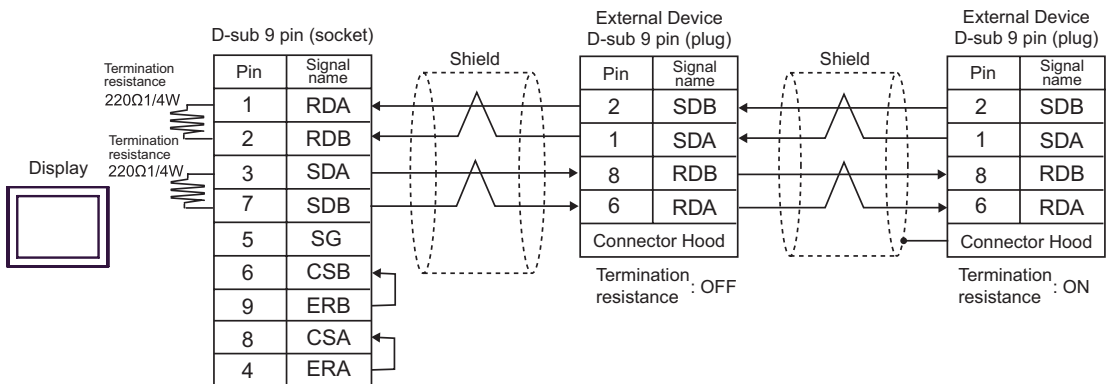 D-sub 9 pin (socket)
Pin Signal name
1 RDA
2 RDB
3 SDA
7 SDB
5 SG
6 CSB
9 ERB
8 CSA
4 ERA
Termination
resistance
220Ω1/4W
Termination
resistance
220Ω1/4W
Display
Shield
External Device
D-sub 9 pin (plug)
Pin Signal name
2 SDB
1 SDA
8 RDB
6 RDA
Connector Hood
Termination
resistance : OFF
Shield
External Device
D-sub 9 pin (plug)
Pin Signal name
2 SDB
1 SDA
8 RDB
6 RDA
Connector Hood
Termination
resistance : ON